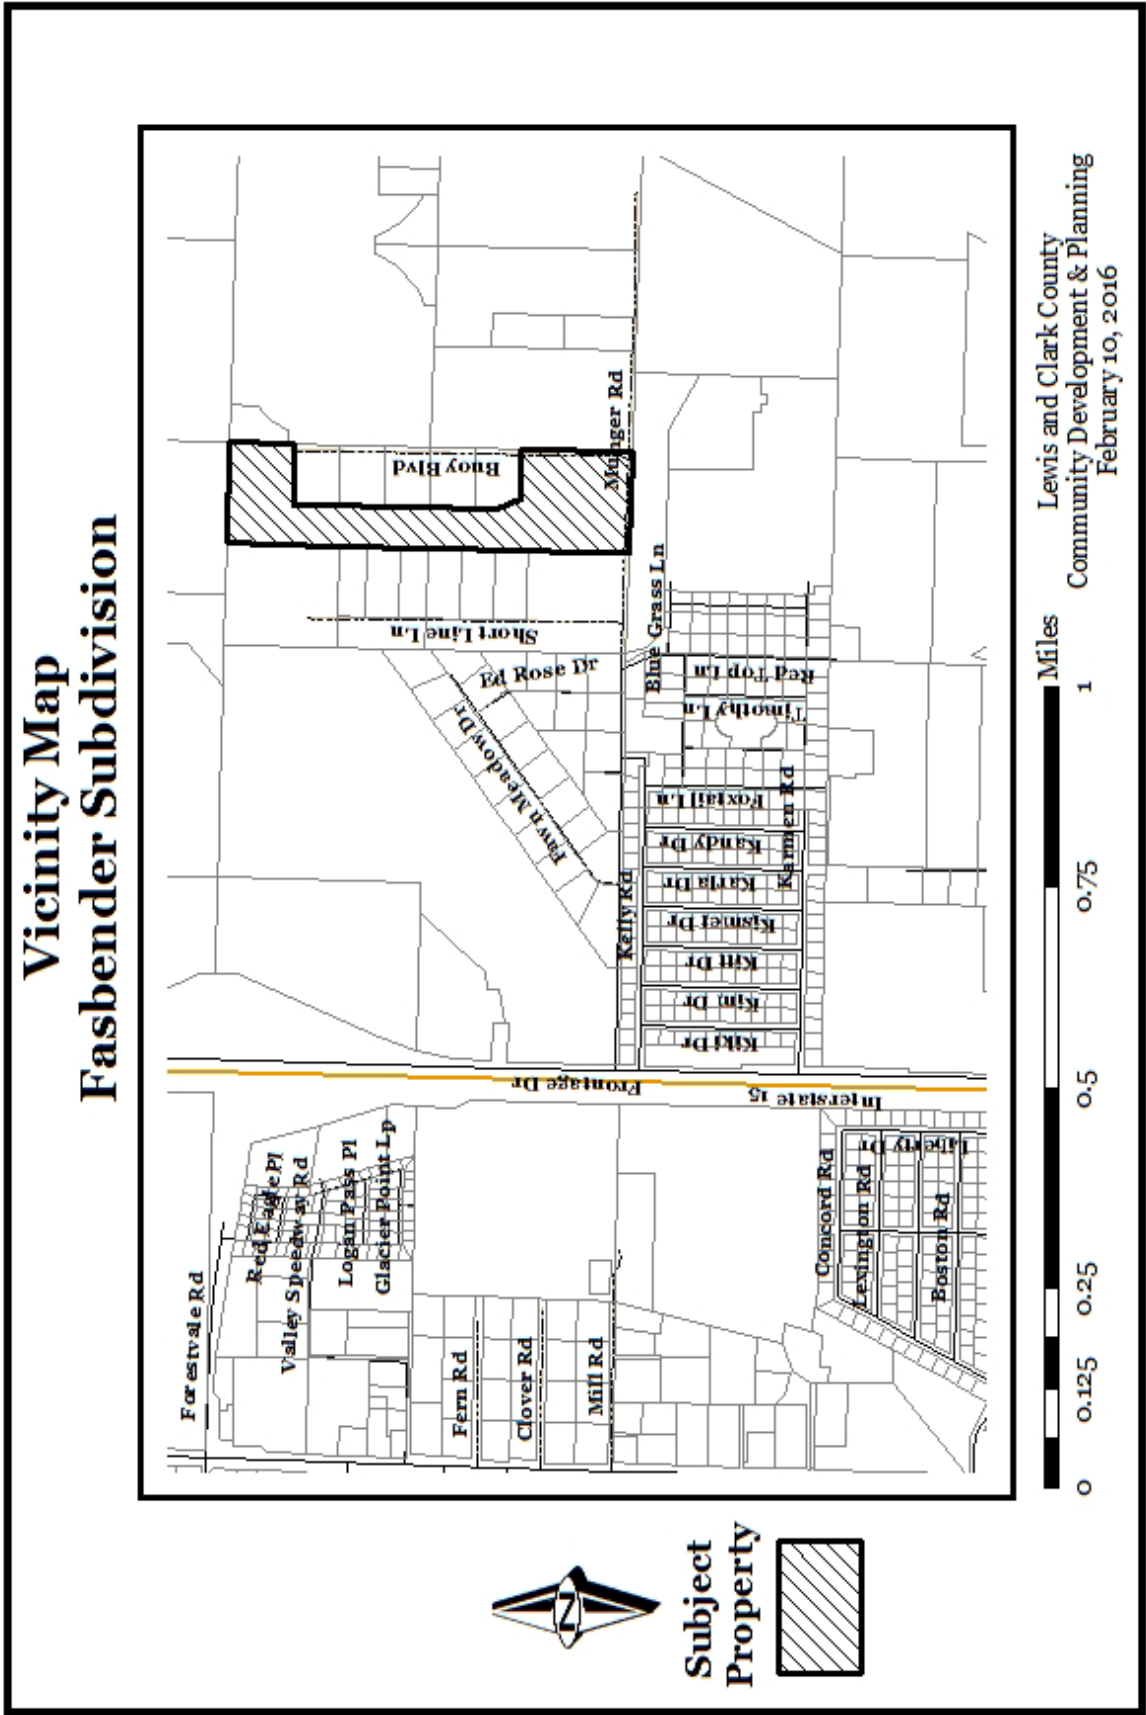 Vicinity Map
Fasbender Subdivision
Forestvale Rd
Red Eagle Pl
Valley Speedway Rd
Logan Pass Pl
Glacier Point Lp
Fern Rd
Clover Rd
Mill Rd
Frontage Dr
Interstate 15
Concord Rd
Lexington Rd
Boston Rd
Liberty Dr
Fawn Meadow Dr
Ed Rose Dr
Short Line Ln
Buoy Blvd
Munger Rd
Kelly Rd
Blue Grass Ln
Kiki Dr
Kim Dr
Kitt Dr
Kismet Dr
Karla Dr
Kandy Dr
Foxtail Ln
Timothy Ln
Red Top Ln
Karmen Rd
N
Subject
Property
0 0.125 0.25 0.5 0.75 1
Miles
Lewis and Clark County
Community Development & Planning
February 10, 2016